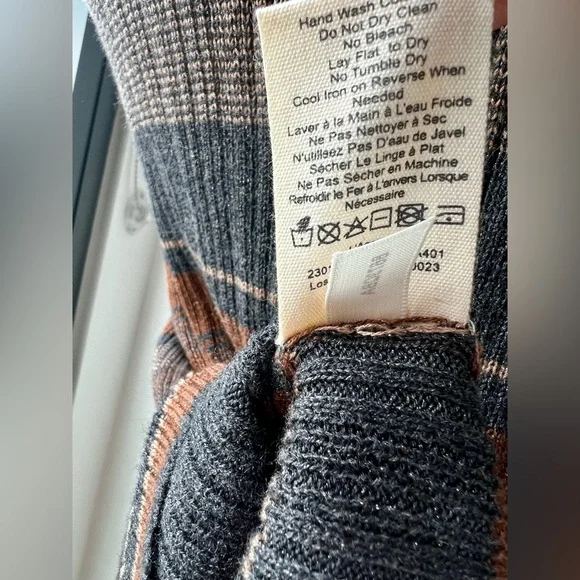 Hand Wash
Do Not Dry Clean
No Bleach
Lay Flat to Dry
No Tumble Dry
Cool Iron on Reverse When
Needed
Laver à la Main à L'eau Froide
Ne Pas Nettoyer à Sec
N'utilisez Pas D'eau de Javel
Sécher Le Linge à Plat
Ne Pas Sécher en Machine
Refroidir le Fer à L'envers Lorsque
Nécessaire